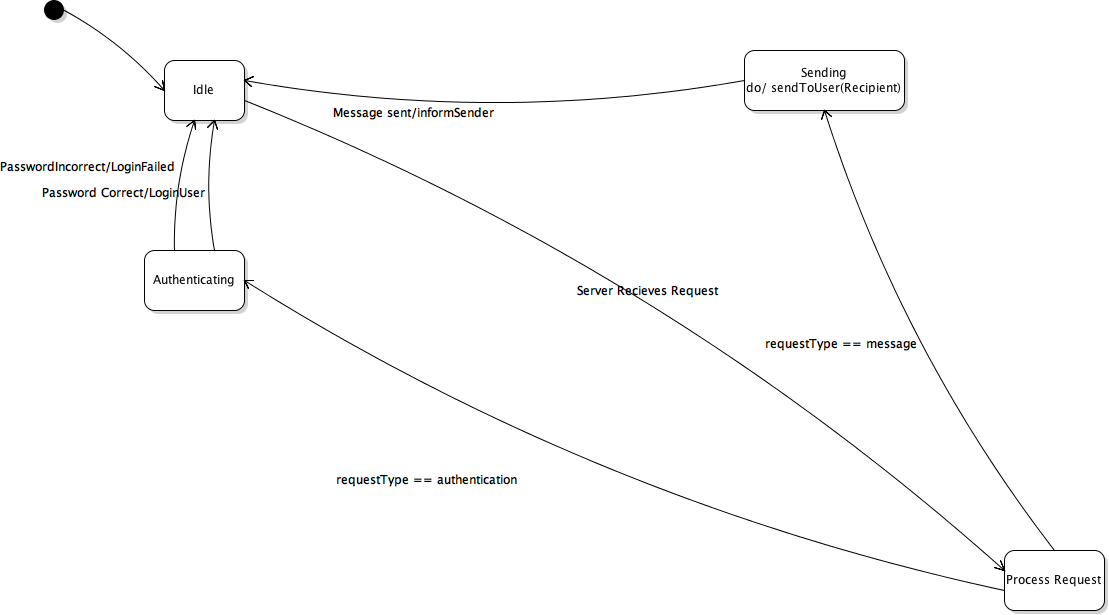 Sending
do/ sendToUser(Recipient)
Idle
Message sent/informSender
PasswordIncorrect/LoginFailed
Password Correct/LoginUser
Authenticating
Server Recieves Request
requestType == message
requestType == authentication
Process Request